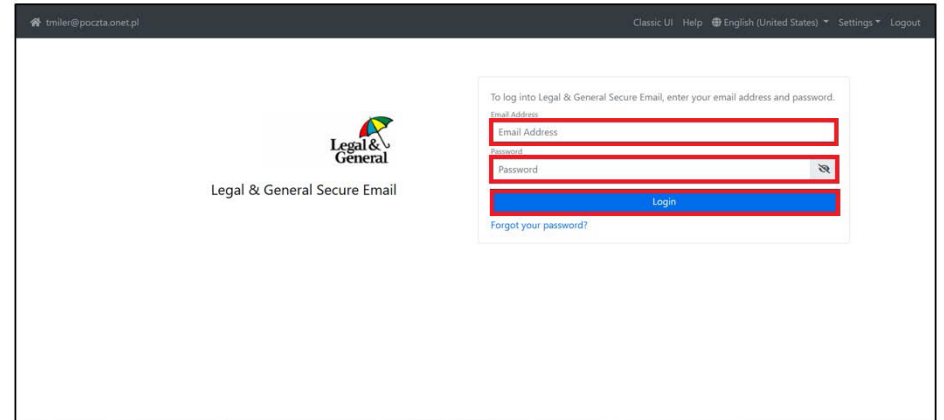 tmiler@poczta.onet.pl Classic UI Help English (United States) Settings Logout
To log into Legal & General Secure Email, enter your email address and password.
Email Address
Email Address
Password
Password
Login
Forgot your password?
Legal &
General
Legal & General Secure Email